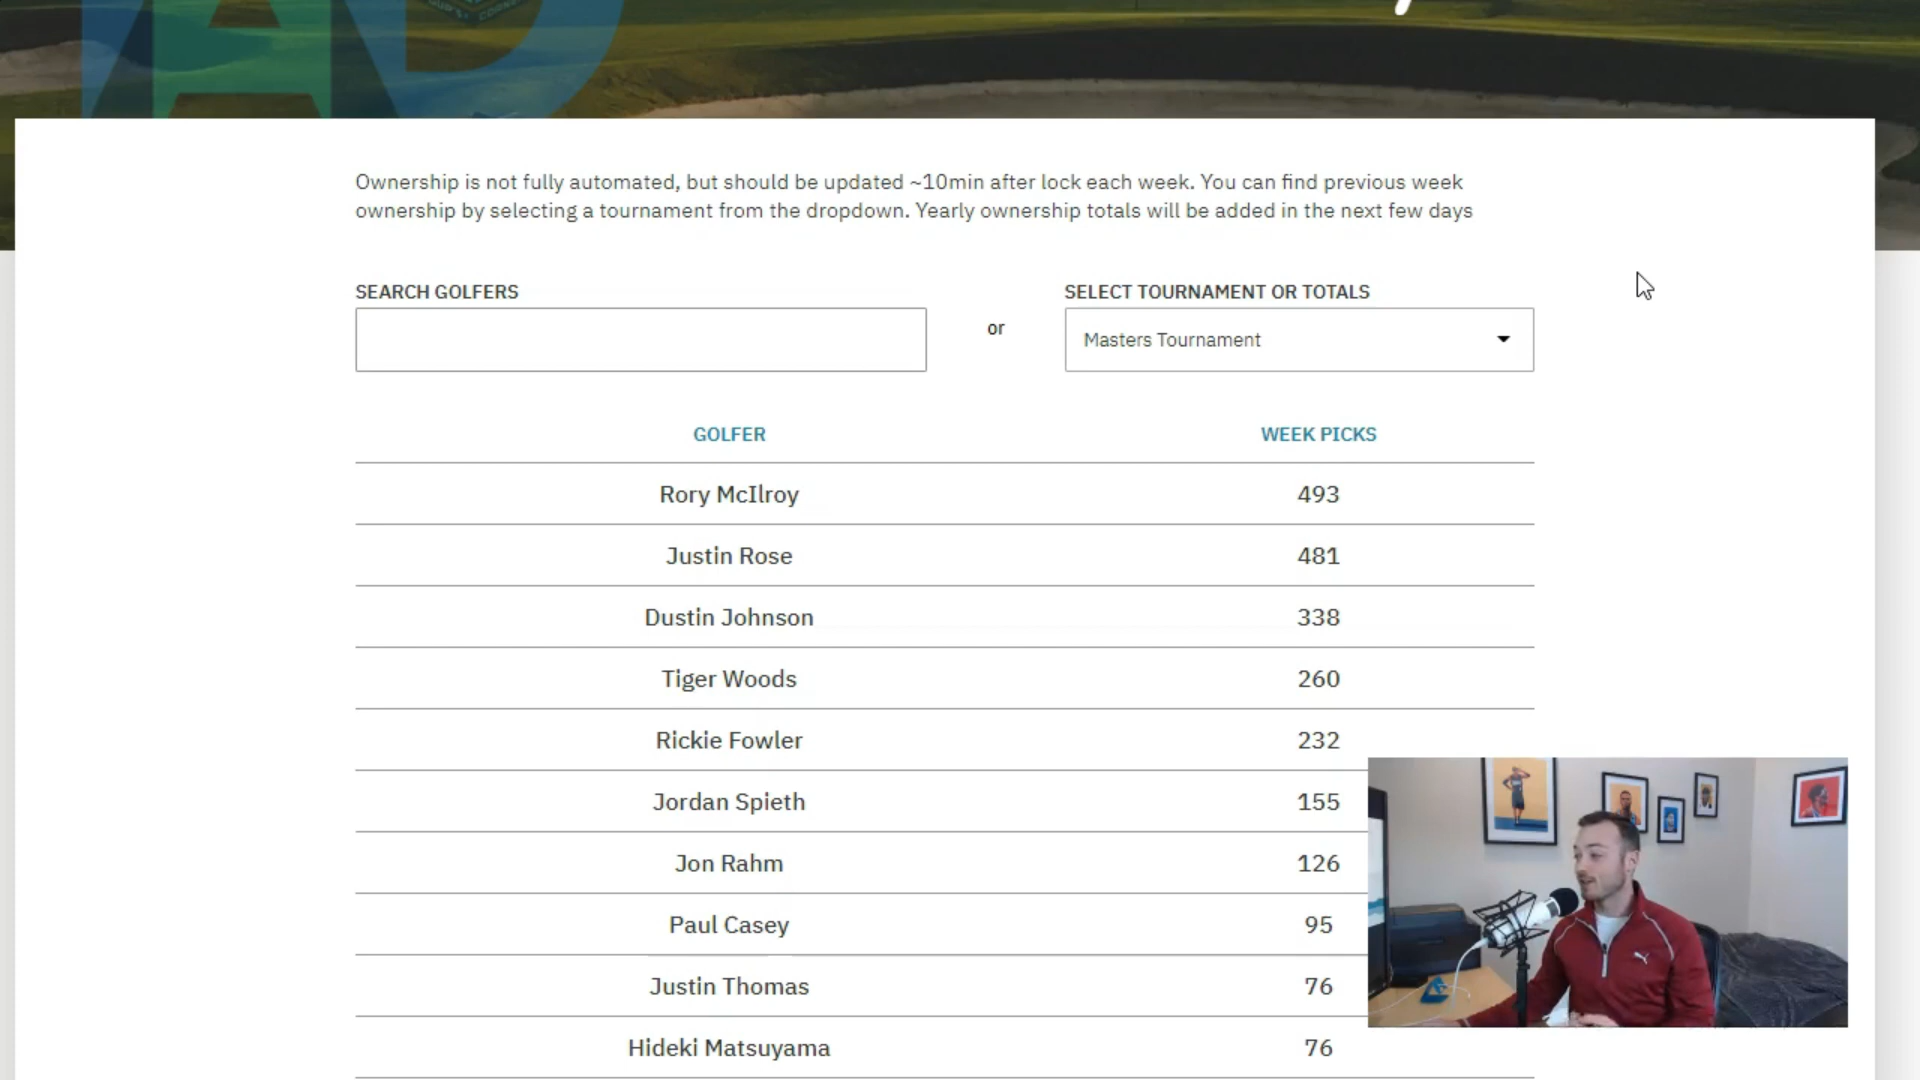 Ownership is not fully automated, but should be updated ~10min after lock each week. You can find previous week
ownership by selecting a tournament from the dropdown. Yearly ownership totals will be added in the next few days
SEARCH GOLFERS
or
SELECT TOURNAMENT OR TOTALS
Masters Tournament
GOLFER WEEK PICKS
Rory McIlroy 493
Justin Rose 481
Dustin Johnson 338
Tiger Woods 260
Rickie Fowler 232
Jordan Spieth 155
Jon Rahm 126
Paul Casey 95
Justin Thomas 76
Hideki Matsuyama 76